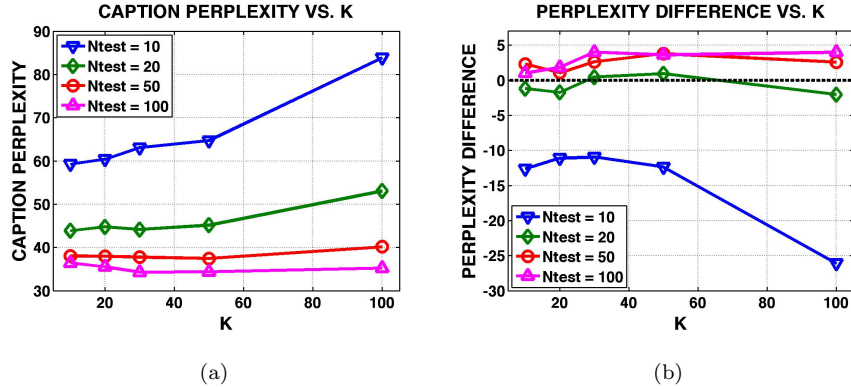 CAPTION PERPLEXITY VS. K
CAPTION PERPLEXITY
90
80
70
60
50
40
30
Ntest = 10
Ntest = 20
Ntest = 50
Ntest = 100
20
40
60
80
100
K
(a)
PERPLEXITY DIFFERENCE VS. K
PERPLEXITY DIFFERENCE
5
0
-5
-10
-15
-20
-25
-30
Ntest = 10
Ntest = 20
Ntest = 50
Ntest = 100
20
40
60
80
100
K
(b)